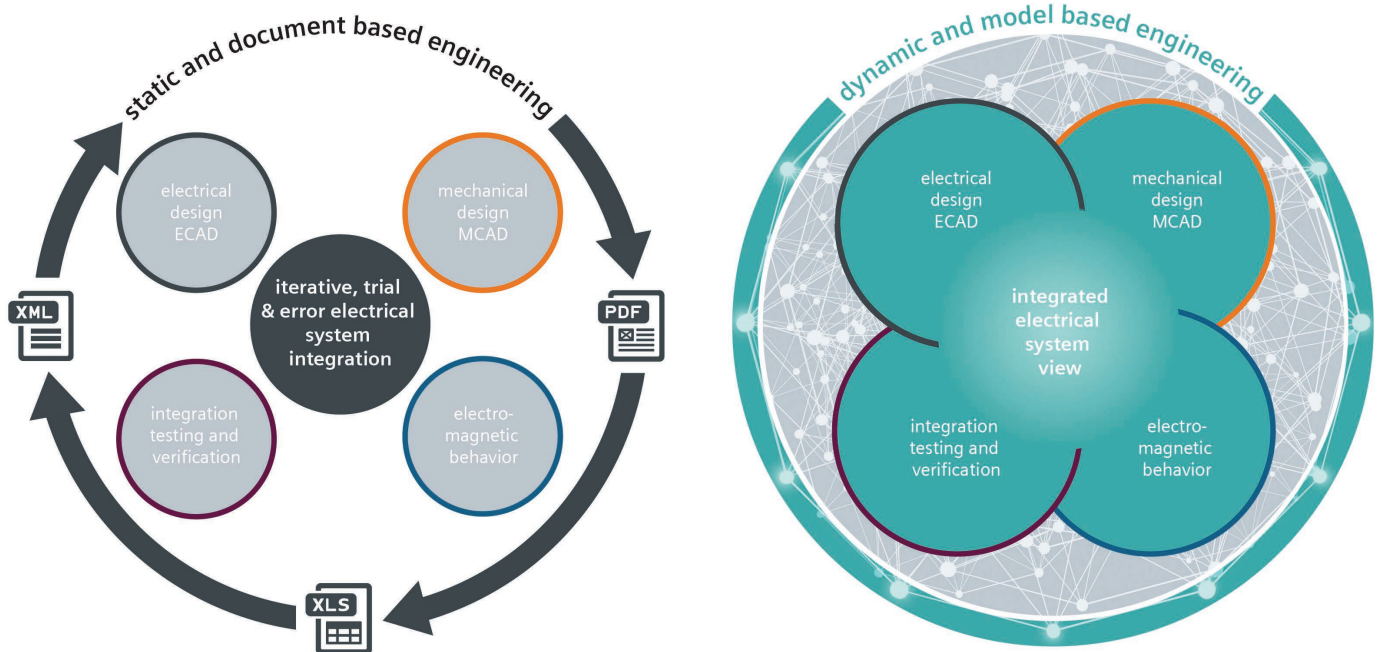 static and document based engineering
electrical
design
ECAD
mechanical
design
MCAD
iterative, trial
& error electrical
system
integration
XML
PDF
integration
testing and
verification
electro-
magnetic
behavior
XLS
dynamic and model based engineering
electrical
design
ECAD
mechanical
design
MCAD
integrated
electrical
system
view
integration
testing and
verification
electro-
magnetic
behavior